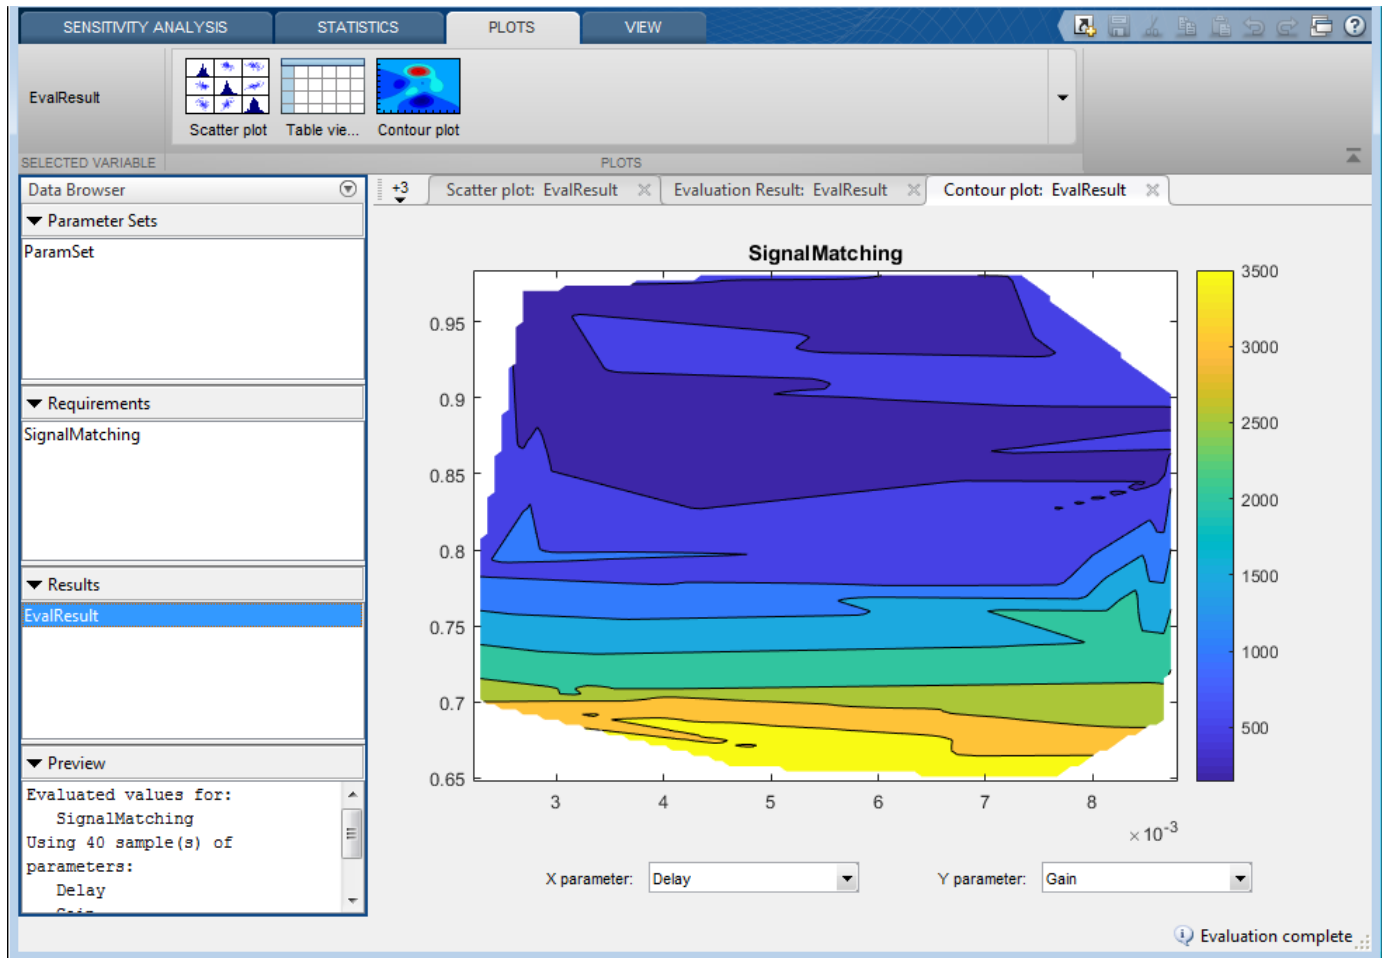 SENSITIVITY ANALYSIS STATISTICS PLOTS VIEW
EvalResult
Scatter plot Table vie... Contour plot
SELECTED VARIABLE PLOTS
Data Browser
Parameter Sets
ParamSet
Requirements
SignalMatching
Results
EvalResult
Preview
Evaluated values for:
SignalMatching
Using 40 sample(s) of
parameters:
Delay
+3 Scatter plot: EvalResult Evaluation Result: EvalResult Contour plot: EvalResult
SignalMatching
0.95
0.9
0.85
0.8
0.75
0.7
0.65
3 4 5 6 7 8
×10-3
3500
3000
2500
2000
1500
1000
500
X parameter: Delay Y parameter: Gain
Evaluation complete